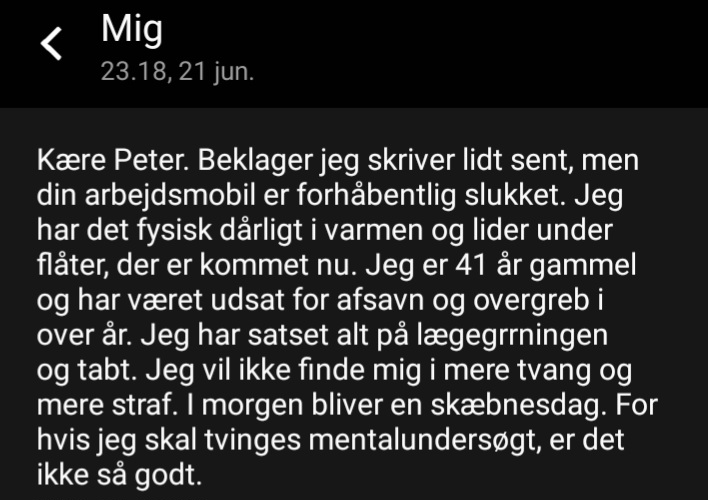 Mig
23.18, 21 jun.
Kære Peter. Beklager jeg skriver lidt sent, men
din arbejdsmobil er forhåbentlig slukket. Jeg
har det fysisk dårligt i varmen og lider under
flåter, der er kommet nu. Jeg er 41 år gammel
og har været udsat for afsavn og overgreb i
over år. Jeg har satset alt på lægegrrningen
og tabt. Jeg vil ikke finde mig i mere tvang og
mere straf. I morgen bliver en skæbnesdag. For
hvis jeg skal tvinges mentalundersøgt, er det
ikke så godt.